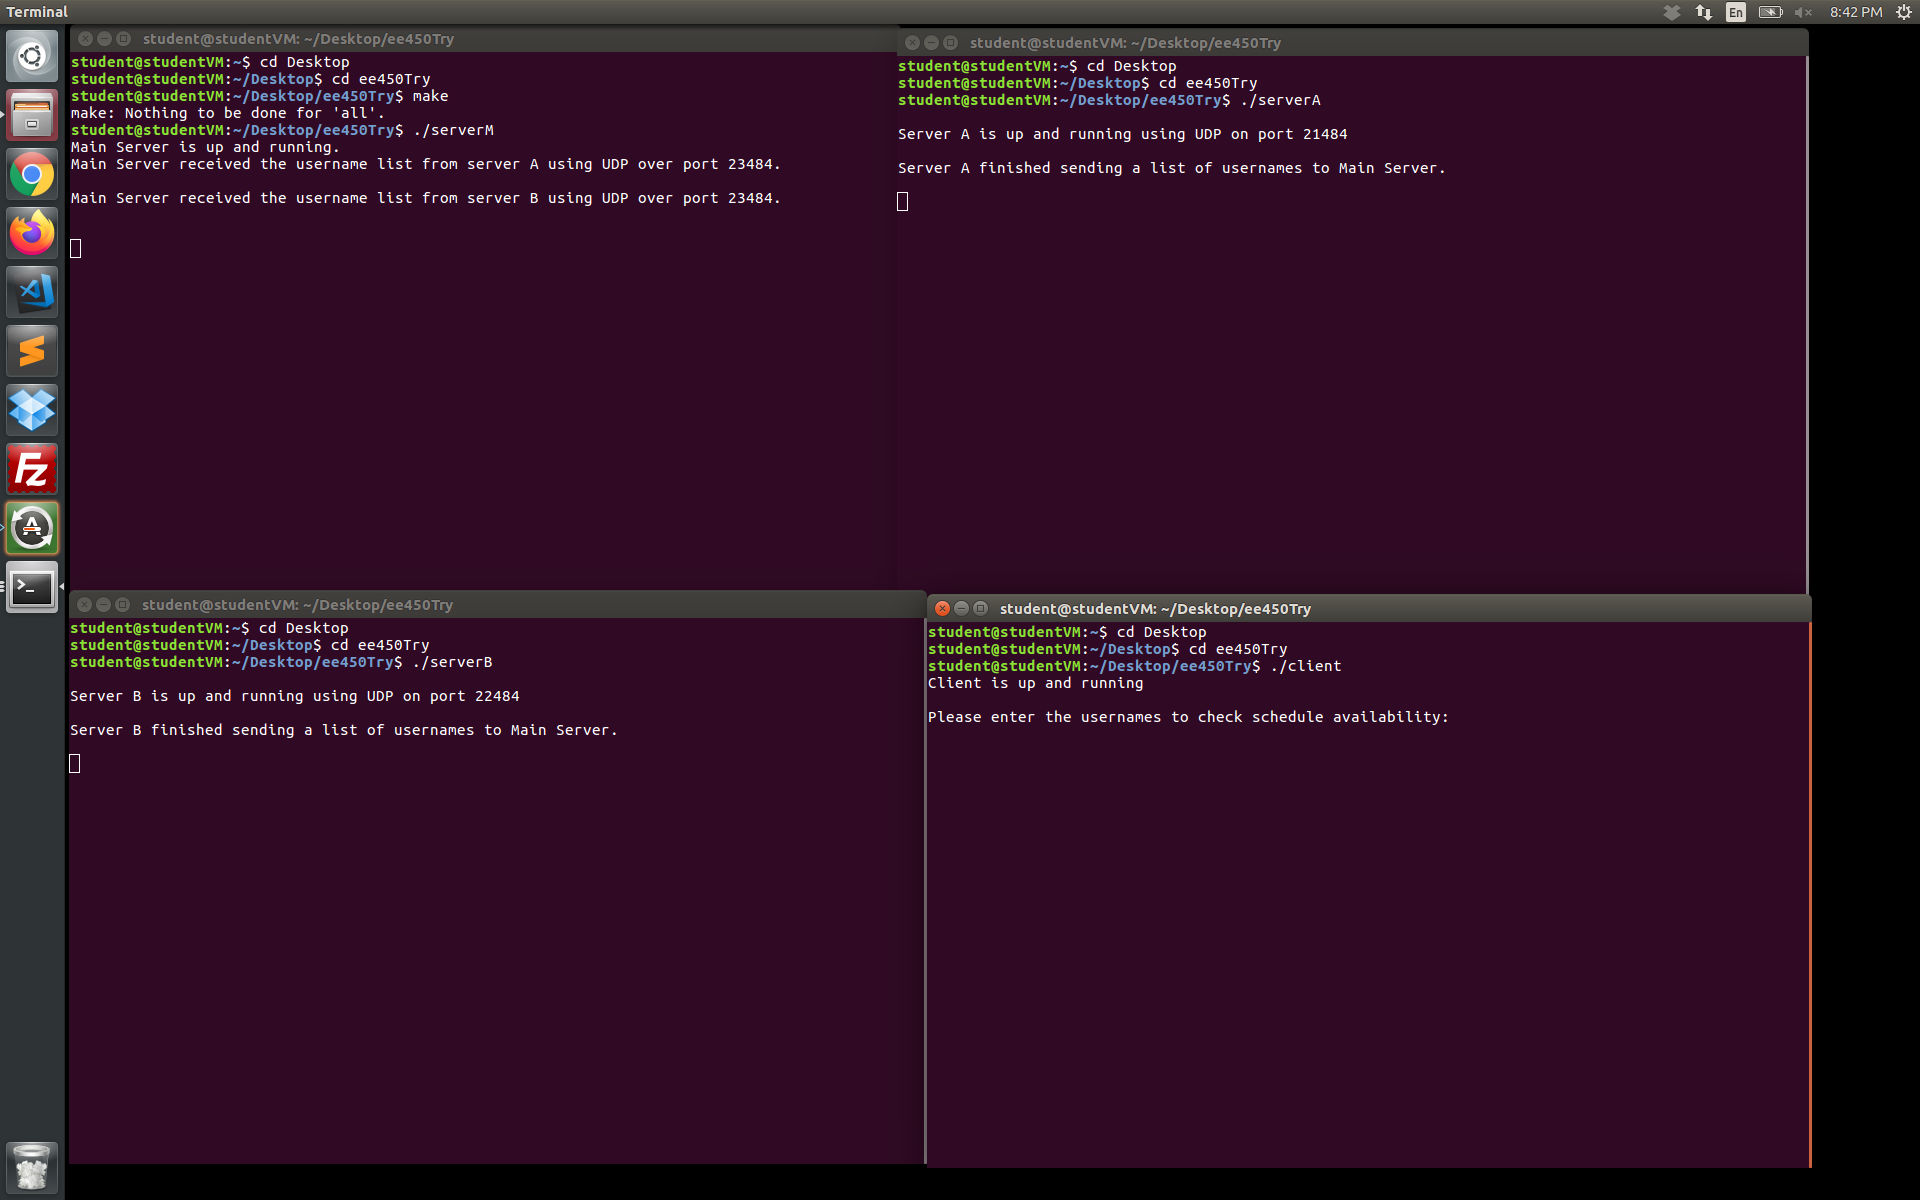 Terminal
En
8:42 PM
student@studentVM: ~/Desktop/ee450Try
student@studentVM:~$ cd Desktop
student@studentVM:~/Desktop$ cd ee450Try
student@studentVM:~/Desktop/ee450Try$ make
make: Nothing to be done for 'all'.
student@studentVM:~/Desktop/ee450Try$ ./serverM
Main Server is up and running.
Main Server received the username list from server A using UDP over port 23484.
Main Server received the username list from server B using UDP over port 23484.
student@studentVM: ~/Desktop/ee450Try
student@studentVM:~$ cd Desktop
student@studentVM:~/Desktop$ cd ee450Try
student@studentVM:~/Desktop/ee450Try$ ./serverA
Server A is up and running using UDP on port 21484
Server A finished sending a list of usernames to Main Server.
student@studentVM: ~/Desktop/ee450Try
student@studentVM:~$ cd Desktop
student@studentVM:~/Desktop$ cd ee450Try
student@studentVM:~/Desktop/ee450Try$ ./serverB
Server B is up and running using UDP on port 22484
Server B finished sending a list of usernames to Main Server.
student@studentVM: ~/Desktop/ee450Try
student@studentVM:~$ cd Desktop
student@studentVM:~/Desktop$ cd ee450Try
student@studentVM:~/Desktop/ee450Try$ ./client
Client is up and running
Please enter the usernames to check schedule availability:
Fz
A
>_